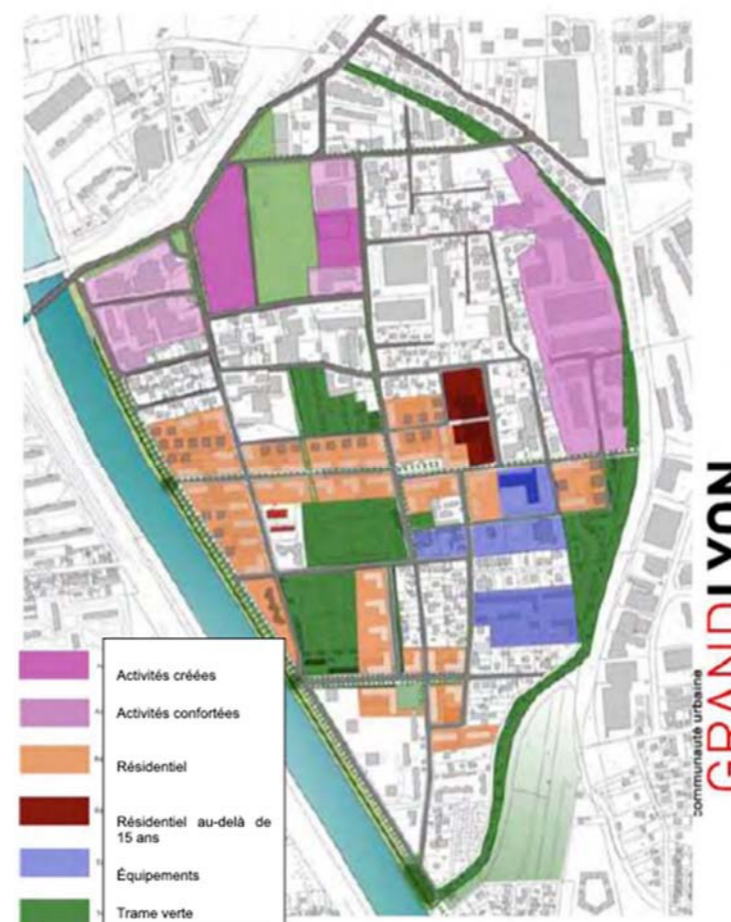 Activités créées
Activités confortées
Résidentiel
Résidentiel au-delà de
15 ans
Équipements
Trame verte
communauté urbaine
GRANDLYON